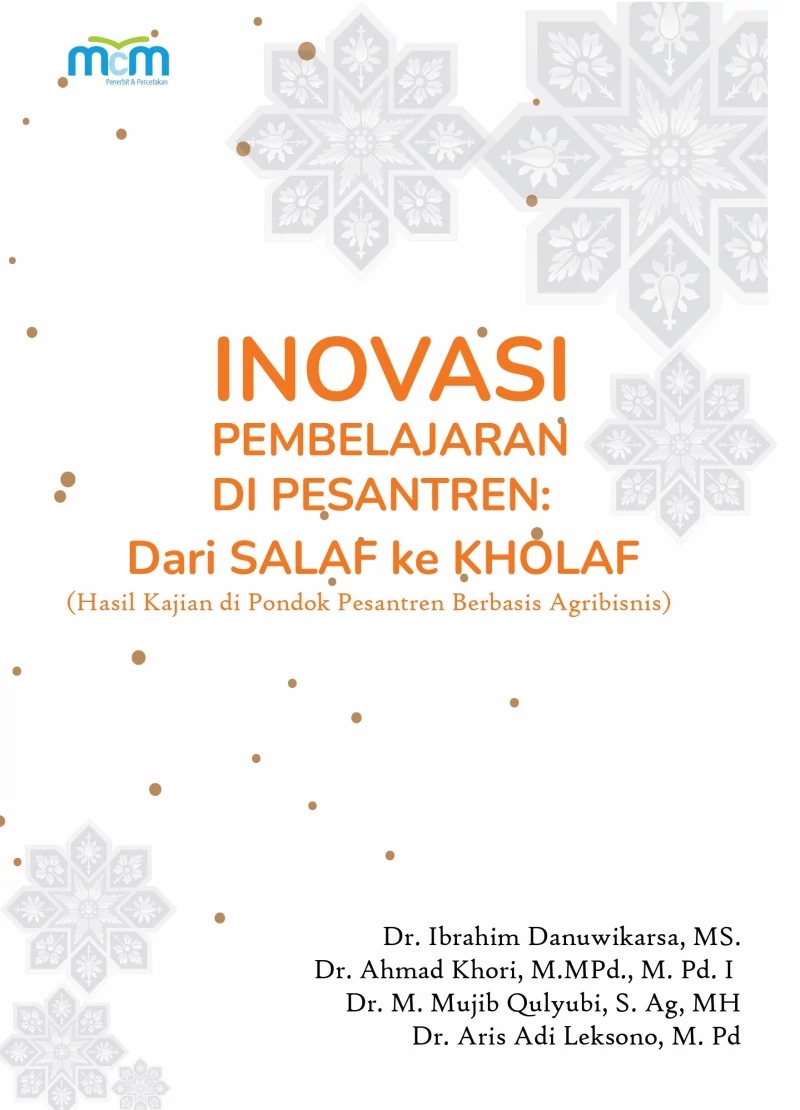 mcm
Penerbit & Percetakan
INOVASI
PEMBELAJARAN
DI PESANTREN:
Dari SALAF ke KHOLAF
(Hasil Kajian di Pondok Pesantren Berbasis Agribisnis)
Dr. Ibrahim Danuwikarsa, MS.
Dr. Ahmad Khori, M.MPd., M. Pd. I
Dr. M. Mujib Qulyubi, S. Ag, MH
Dr. Aris Adi Leksono, M. Pd